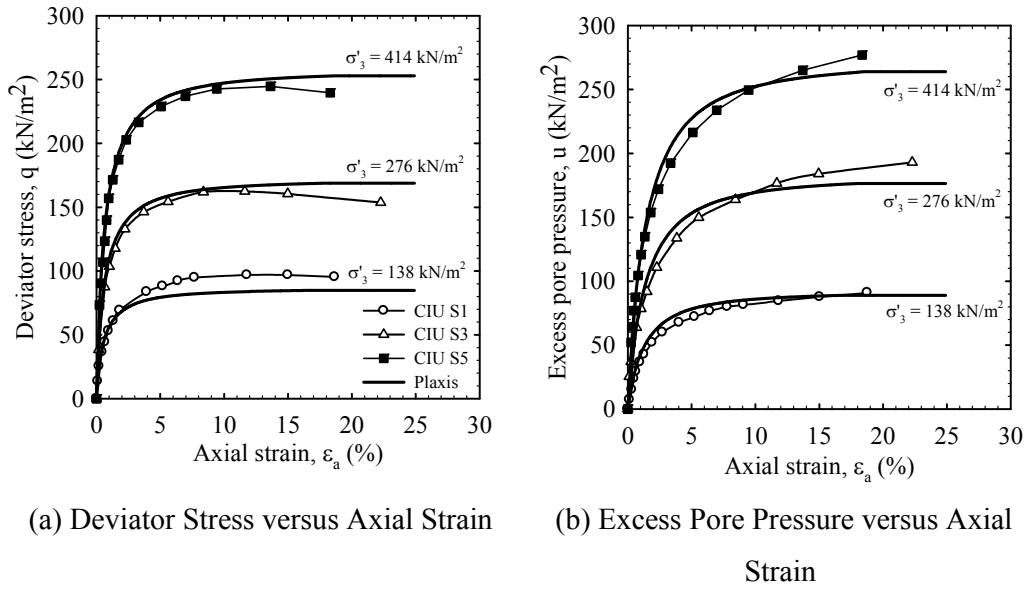 300
250
200
150
100
50
0
Deviator stress, q (kN/m²)
σ'₃ = 414 kN/m²
σ'₃ = 276 kN/m²
σ'₃ = 138 kN/m²
CIU S1
CIU S3
CIU S5
Plaxis
0 5 10 15 20 25 30
Axial strain, εₐ (%)
(a) Deviator Stress versus Axial Strain
300
250
200
150
100
50
0
Excess pore pressure, u (kN/m²)
σ'₃ = 414 kN/m²
σ'₃ = 276 kN/m²
σ'₃ = 138 kN/m²
0 5 10 15 20 25 30
Axial strain, εₐ (%)
(b) Excess Pore Pressure versus Axial
Strain